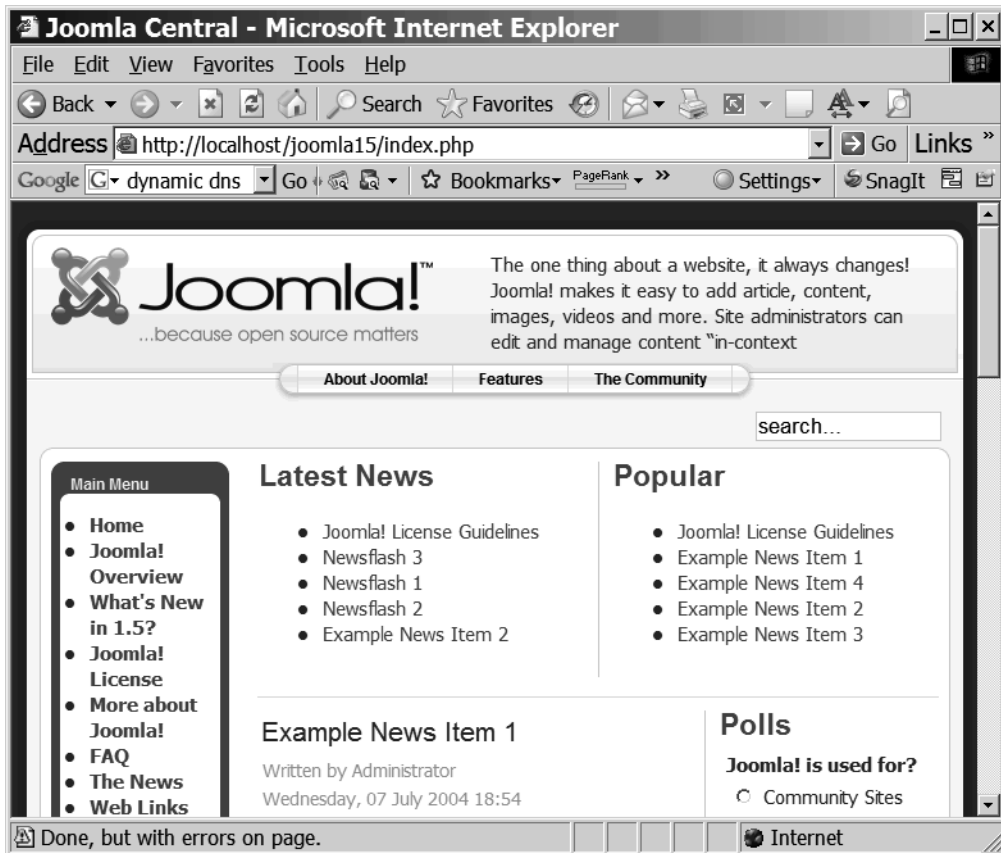 Joomla Central - Microsoft Internet Explorer
File Edit View Favorites Tools Help
Back Search Favorites
Address http://localhost/joomla15/index.php Go Links »
Google G dynamic dns Go Bookmarks PageRank » Settings SnagIt
Joomla!™
...because open source matters
The one thing about a website, it always changes!
Joomla! makes it easy to add article, content,
images, videos and more. Site administrators can
edit and manage content “in-context
About Joomla! Features The Community
search...
Main Menu
• Home
• Joomla!
Overview
• What's New
in 1.5?
• Joomla!
License
• More about
Joomla!
• FAQ
• The News
• Web Links
Latest News
• Joomla! License Guidelines
• Newsflash 3
• Newsflash 1
• Newsflash 2
• Example News Item 2
Popular
• Joomla! License Guidelines
• Example News Item 1
• Example News Item 4
• Example News Item 2
• Example News Item 3
Example News Item 1
Written by Administrator
Wednesday, 07 July 2004 18:54
Polls
Joomla! is used for?
Community Sites
Done, but with errors on page. Internet